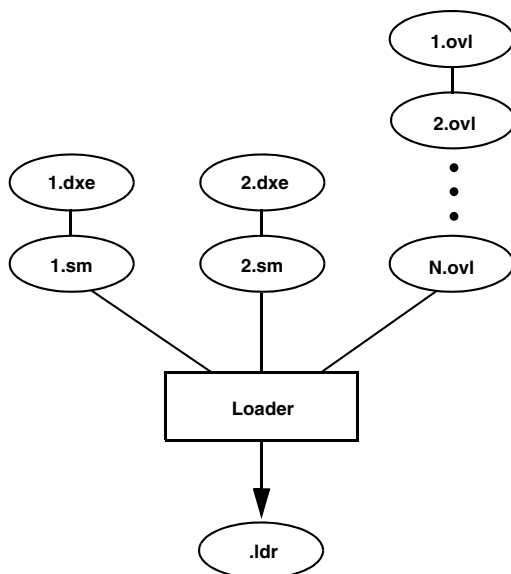 1.ovl
2.ovl
1.dxe
2.dxe
1.sm
2.sm
N.ovl
Loader
.ldr